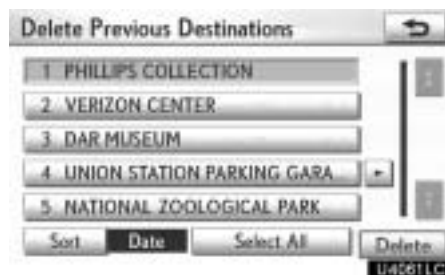 Delete Previous Destinations
1 PHILLIPS COLLECTION
2 VERIZON CENTER
3 DAR MUSEUM
4 UNION STATION PARKING GARA
5 NATIONAL ZOOLOGICAL PARK
Sort Date Select All Delete
U4061LC